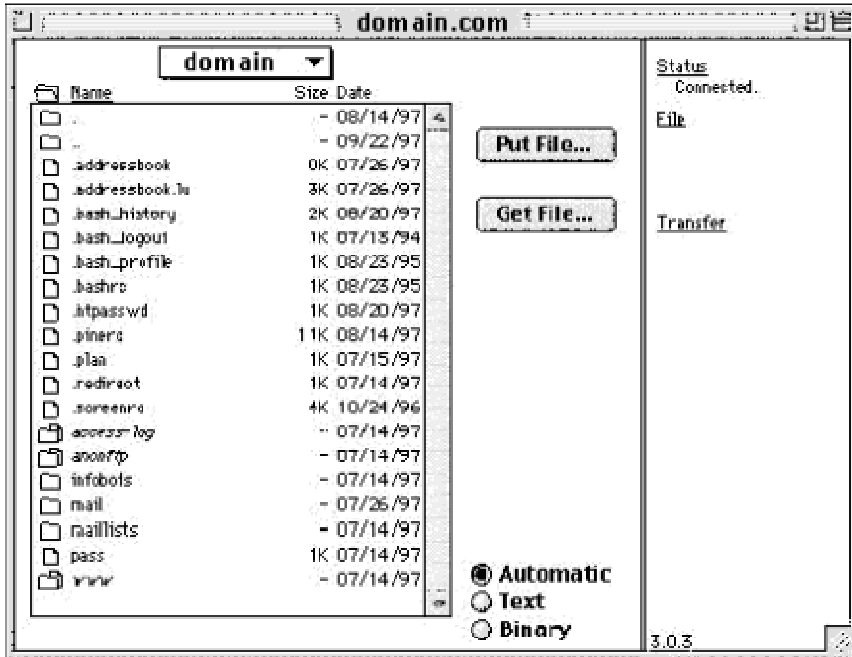 domain.com
domain
Name Size Date
. - 08/14/97
.. - 09/22/97
.addressbook 0K 07/26/97
.addressbook.lu 3K 07/26/97
.bash_history 2K 08/20/97
.bash_logout 1K 07/13/94
.bash_profile 1K 08/23/95
.bashrc 1K 08/23/95
.htpasswd 1K 08/20/97
.pinerc 11K 08/14/97
.plan 1K 07/15/97
.redirect 1K 07/14/97
.screenrc 4K 10/24/96
access-log - 07/14/97
anonftp - 07/14/97
infobots - 07/14/97
mail - 07/26/97
maillists - 07/14/97
pass 1K 07/14/97
www - 07/14/97
Put File...
Get File...
Automatic
Text
Binary
Status
Connected.
File
Transfer
3.0.3